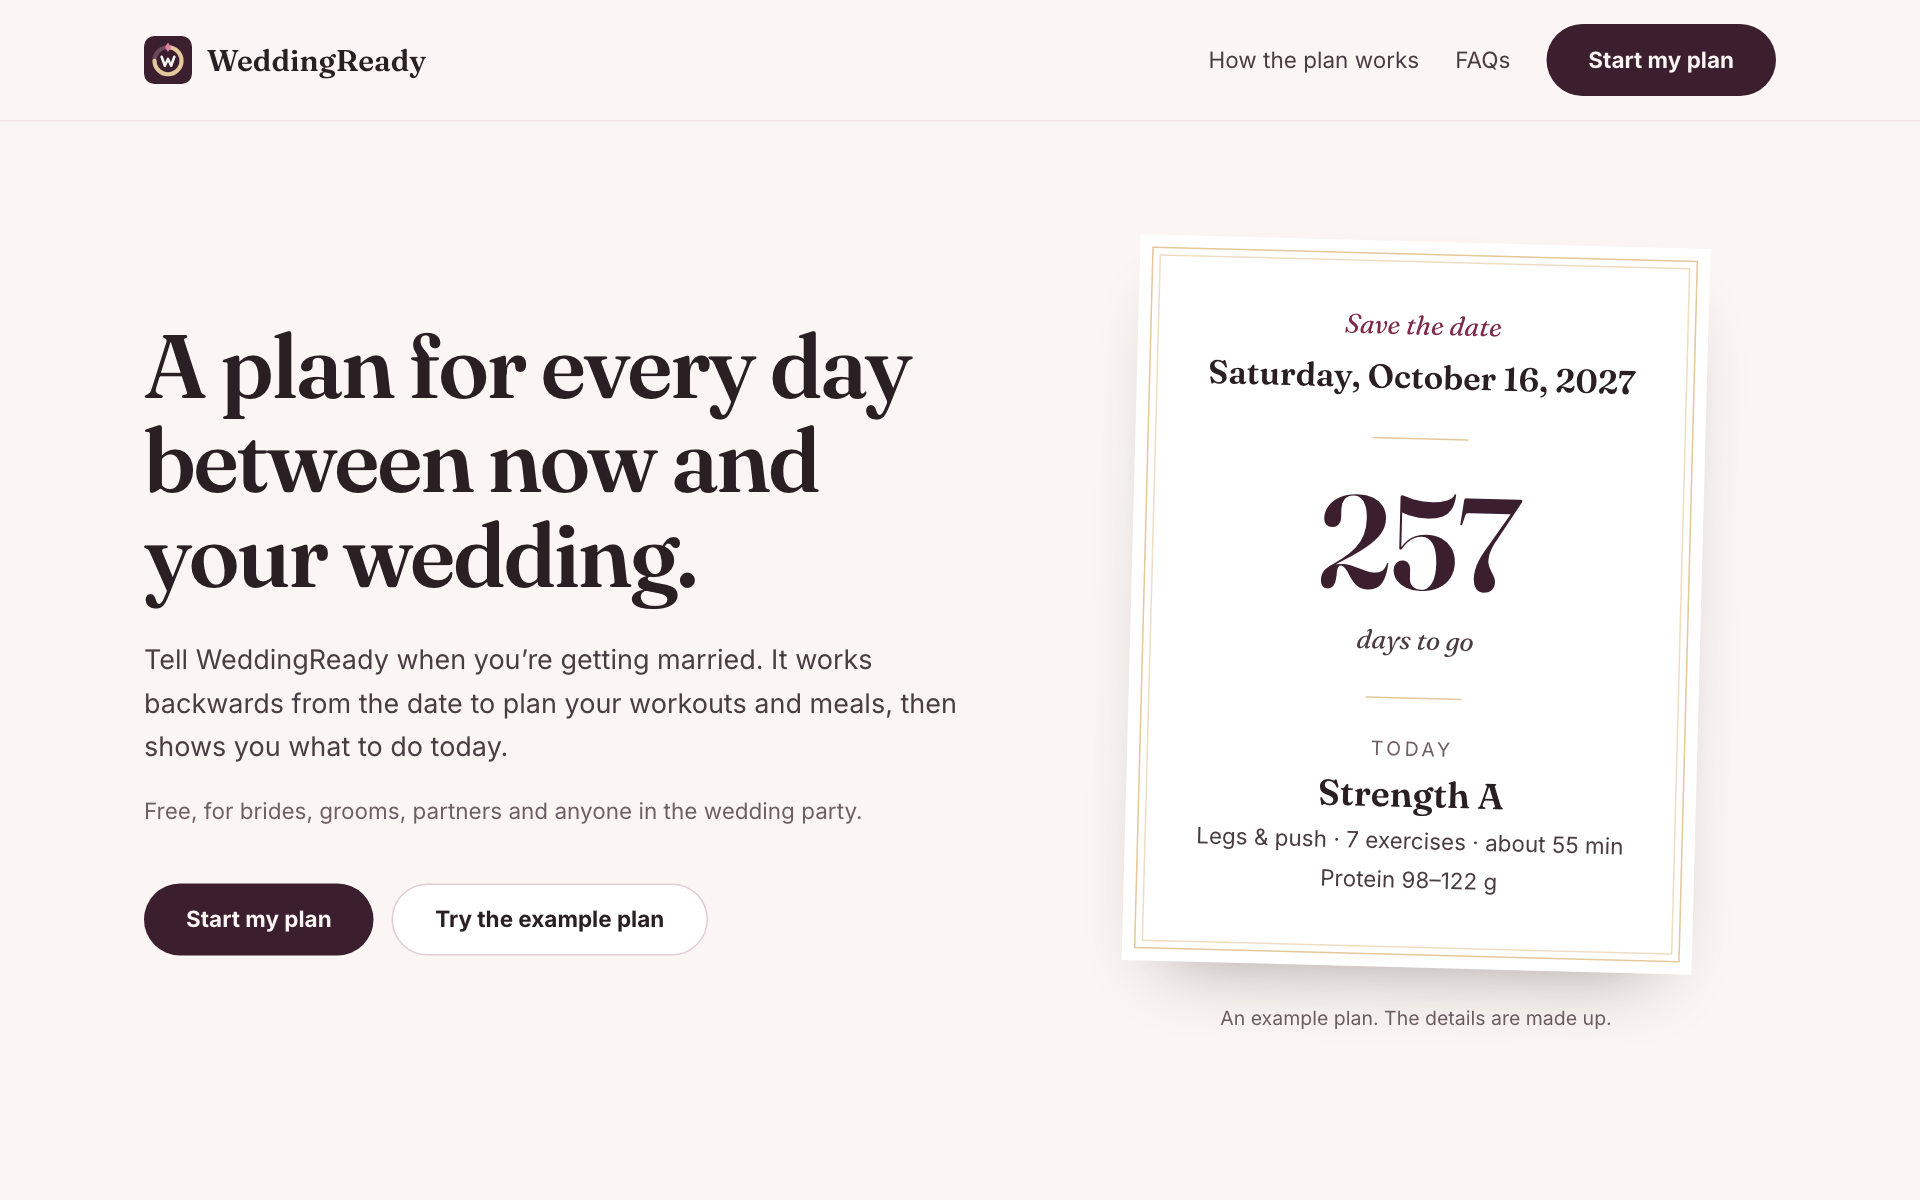 WeddingReady
How the plan works
FAQs
Start my plan
A plan for every day
between now and
your wedding.
Tell WeddingReady when you’re getting married. It works
backwards from the date to plan your workouts and meals, then
shows you what to do today.
Free, for brides, grooms, partners and anyone in the wedding party.
Start my plan
Try the example plan
Save the date
Saturday, October 16, 2027
257
days to go
TODAY
Strength A
Legs & push · 7 exercises · about 55 min
Protein 98–122 g
An example plan. The details are made up.